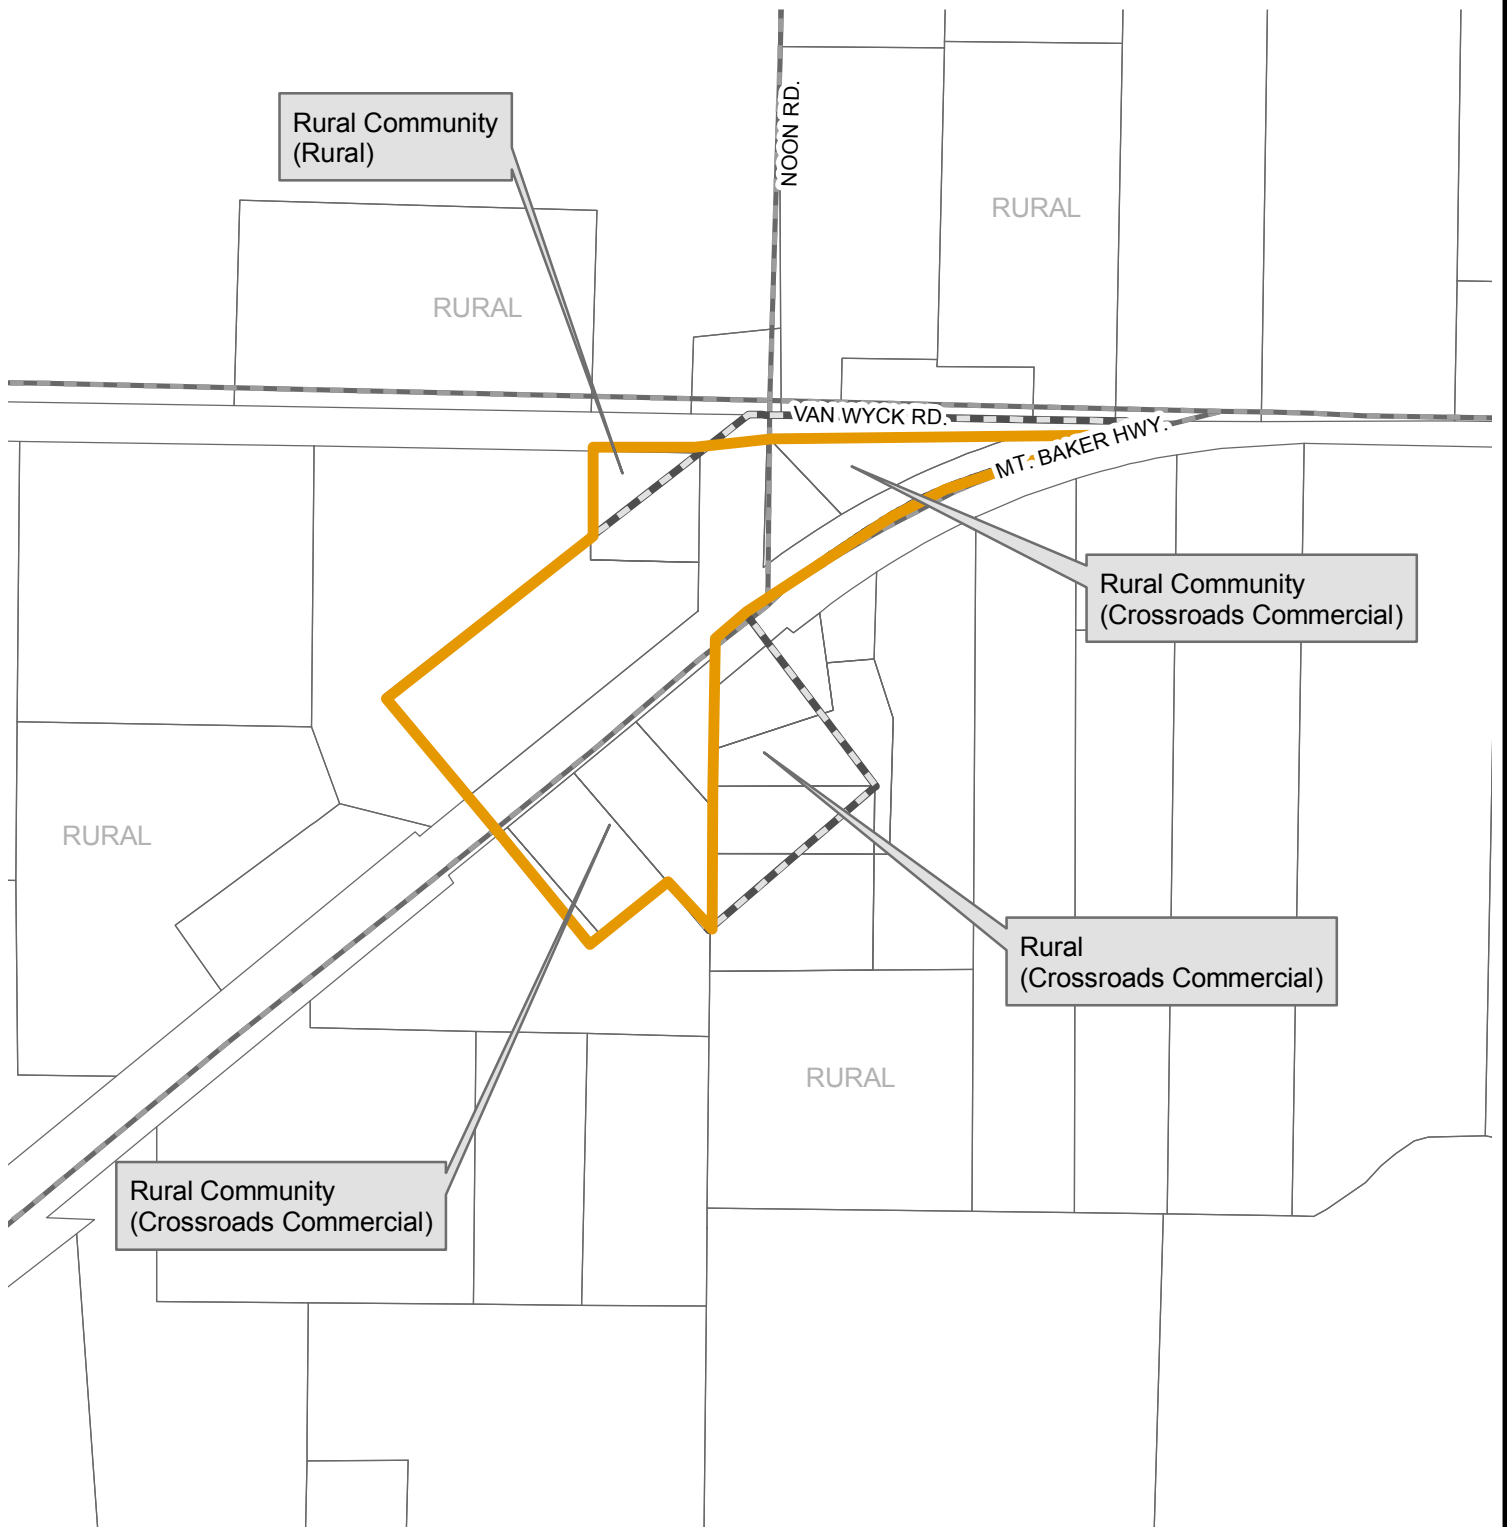 Rural Community
(Rural)
NOON RD.
RURAL
RURAL
VAN WYCK RD.
MT. BAKER HWY.
Rural Community
(Crossroads Commercial)
RURAL
Rural
(Crossroads Commercial)
RURAL
Rural Community
(Crossroads Commercial)